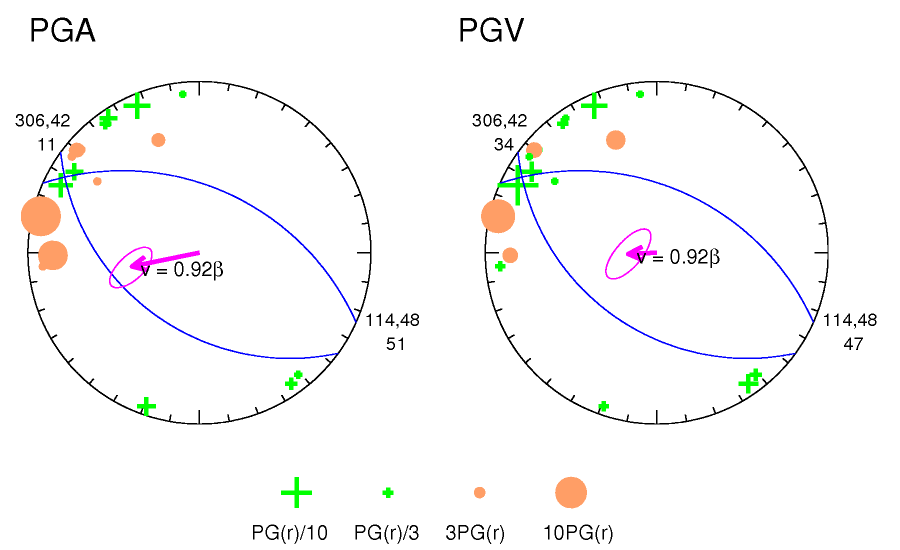 PGA
PGV
306,42
11
306,42
34
v = 0.92β
v = 0.92β
114,48
51
114,48
47
PG(r)/10
PG(r)/3
3PG(r)
10PG(r)